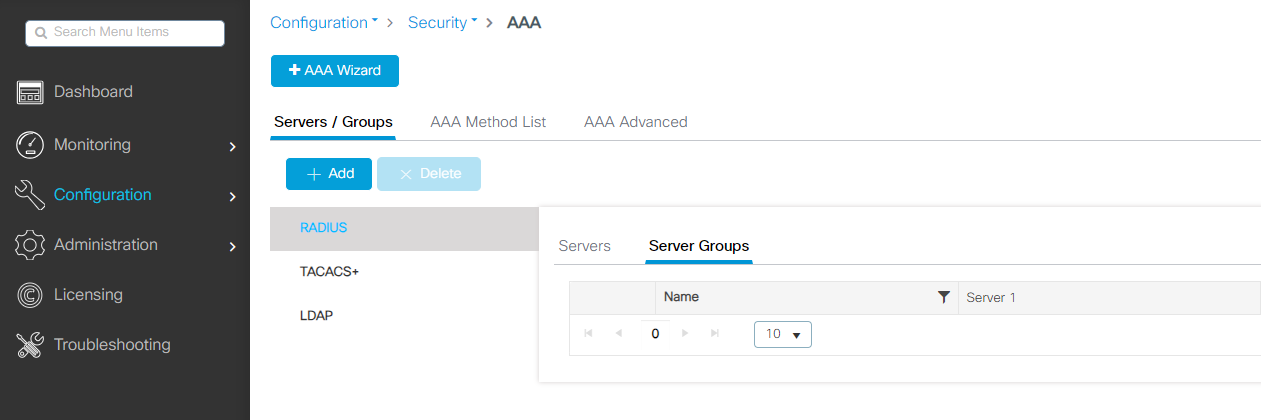 Search Menu Items
Dashboard
Monitoring
Configuration
Administration
Licensing
Troubleshooting
Configuration > Security > AAA
+ AAA Wizard
Servers / Groups AAA Method List AAA Advanced
+ Add × Delete
RADIUS
TACACS+
LDAP
Servers Server Groups
Name Server 1
0 10